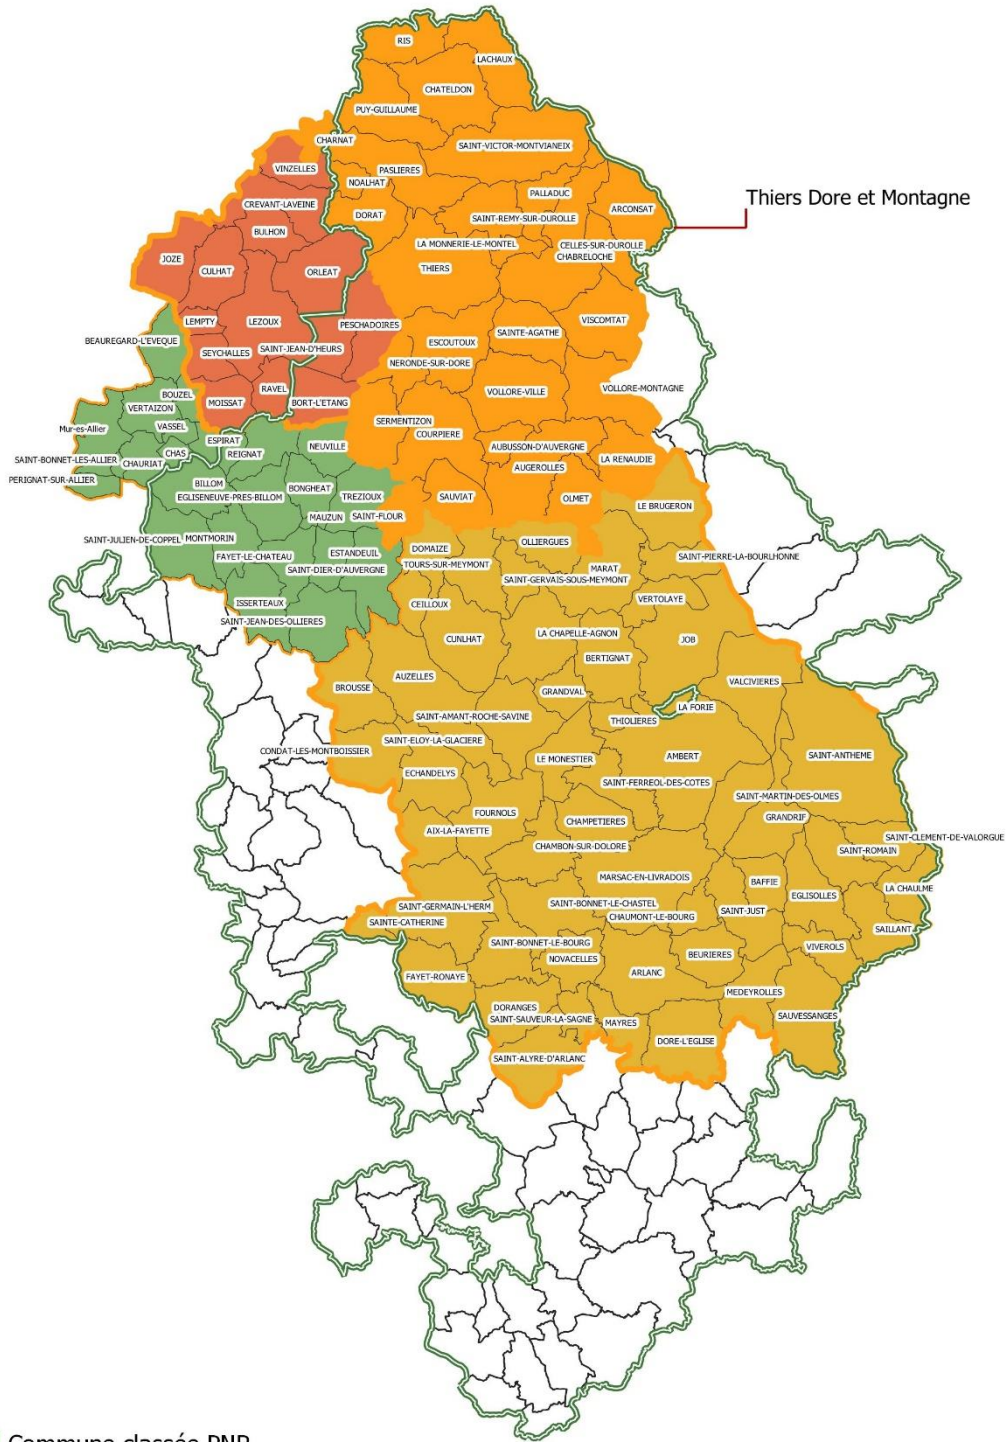 RIS
LACHAUX
CHATELDON
PUY-GUILLAUME
CHARNAT
SAINT-VICTOR-MONTVIANEIX
VINZELLES
PASLIERES
NOALHAT
PALLADUC
Thiers Dore et Montagne
CREVANT-LAVEINE
ARCONSAT
DORAT
SAINT-REMY-SUR-DUROLLE
BULHON
LA MONNERIE-LE-MONTEL
CELLES-SUR-DUROLLE
CHABRELOCHE
JOZE
CULHAT
ORLEAT
THIERS
LEMPTY
LEZOUX
PESCHADOIRES
VISCOMTAT
SAINTE-AGATHE
BEAUREGARD-L'EVEQUE
ESCOUTOUX
SEYCHALLES
SAINT-JEAN-D'HEURS
NERONDE-SUR-DORE
RAVEL
VOLLORE-MONTAGNE
BOUZEL
VOLLORE-VILLE
MOISSAT
BORT-L'ETANG
VERTAIZON
SERMENTIZON
Mur-es-Allier
VASSEL
COURPIERE
ESPIRAT
REIGNAT
NEUVILLE
AUBUSSON-D'AUVERGNE
CHAS
SAINT-BONNET-LES-ALLIER
CHAURIAT
LA RENAUDIE
AUGEROLLES
PERIGNAT-SUR-ALLIER
BILLOM
BONGHEAT
EGLISENEUVE-PRES-BILLOM
TREZIOUX
SAUVIAT
OLMET
LE BRUGERON
MAUZUN
SAINT-FLOUR
SAINT-JULIEN-DE-COPPEL
MONTMORIN
OLLIERGUES
DOMAIZE
ESTANDEUIL
FAYET-LE-CHATEAU
SAINT-PIERRE-LA-BOURLHONNE
TOURS-SUR-MEYMONT
MARAT
SAINT-DIER-D'AUVERGNE
SAINT-GERVAIS-SOUS-MEYMONT
VERTOLAYE
ISSERTEAUX
CEILLOUX
SAINT-JEAN-DES-OLLIERES
LA CHAPELLE-AGNON
CUNLHAT
JOB
BERTIGNAT
AUZELLES
VALCIVIERES
BROUSSE
GRANDVAL
LA FORIE
SAINT-AMANT-ROCHE-SAVINE
THIOLIERES
SAINT-ELOY-LA-GLACIERE
CONDAT-LES-MONTBOISSIER
SAINT-ANTHEME
AMBERT
LE MONESTIER
ECHANDELYS
SAINT-FERREOL-DES-COTES
SAINT-MARTIN-DES-OLMES
FOURNOLS
GRANDRIF
CHAMPETIERES
AIX-LA-FAYETTE
SAINT-CLEMENT-DE-VALORGUE
CHAMBON-SUR-DOLORE
SAINT-ROMAIN
MARSAC-EN-LIVRADOIS
BAFFIE
LA CHAULME
EGLISOLLES
SAINT-GERMAIN-L'HERM
SAINT-BONNET-LE-CHASTEL
SAINT-JUST
CHAUMONT-LE-BOURG
SAINTE-CATHERINE
SAILLANT
SAINT-BONNET-LE-BOURG
VIVEROLS
BEURIERES
NOVACELLES
FAYET-RONAYE
ARLANC
MEDEYROLLES
DORANGES
SAUVESSANGES
SAINT-SAUVEUR-LA-SAGNE
MAYRES
DORE-L'EGLISE
SAINT-ALYRE-D'ARLANC
Commune classée PNR